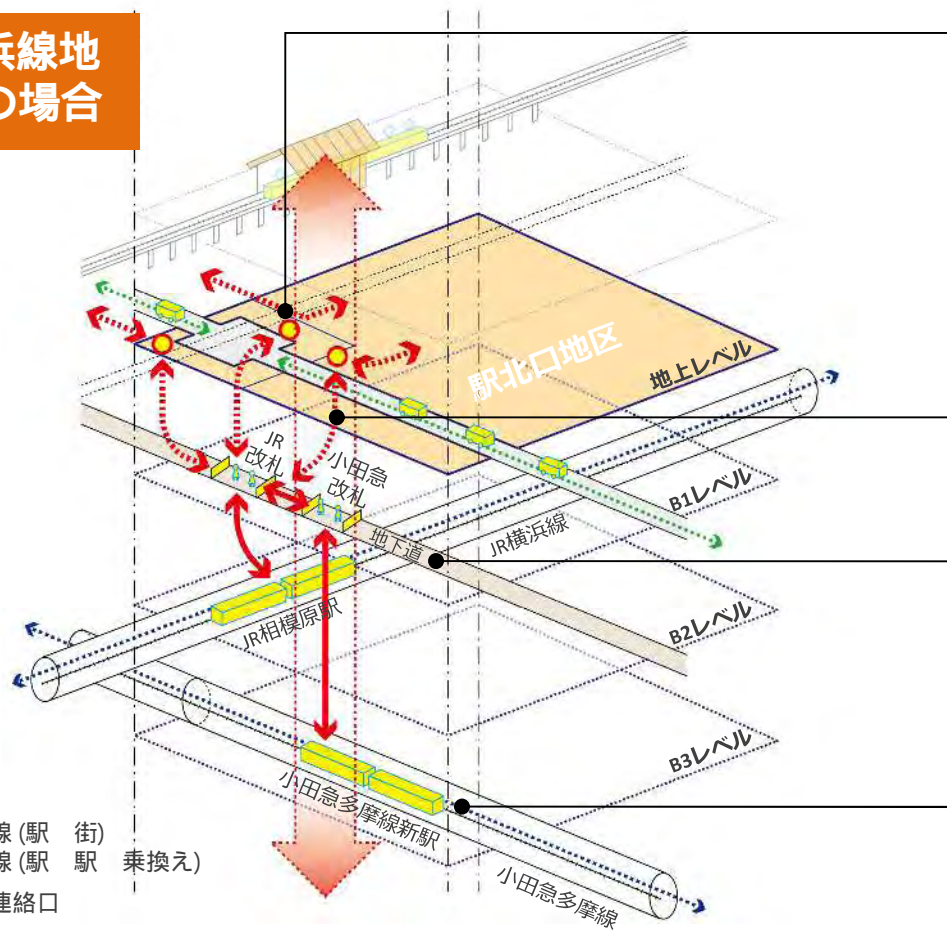 浜線地
の場合
駅北口地区
地上レベル
JR
改札
小田急
改札
B1レベル
地下道
JR横浜線
JR相模原駅
B2レベル
B3レベル
小田急多摩線新駅
小田急多摩線
線 (駅　街)
線 (駅　駅　乗換え)
連絡口